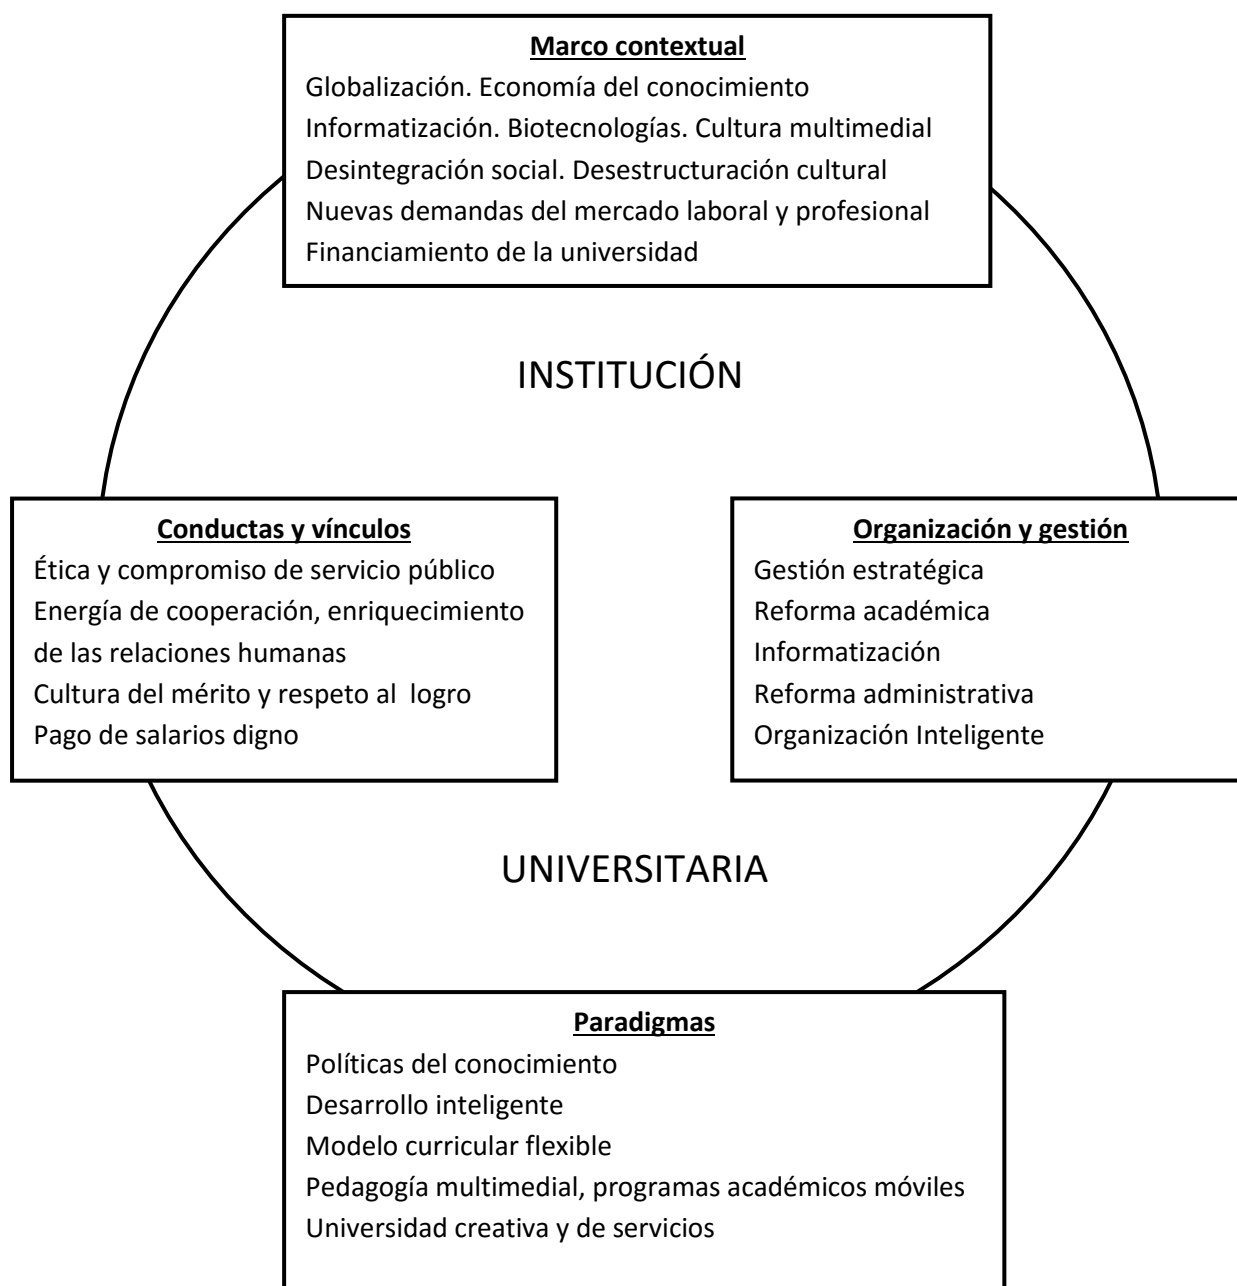 Marco contextual
Globalización. Economía del conocimiento
Informatización. Biotecnologías. Cultura multimedial
Desintegración social. Desestructuración cultural
Nuevas demandas del mercado laboral y profesional
Financiamiento de la universidad
INSTITUCIÓN
Conductas y vínculos
Ética y compromiso de servicio público
Energía de cooperación, enriquecimiento
de las relaciones humanas
Cultura del mérito y respeto al  logro
Pago de salarios digno
Organización y gestión
Gestión estratégica
Reforma académica
Informatización
Reforma administrativa
Organización Inteligente
UNIVERSITARIA
Paradigmas
Políticas del conocimiento
Desarrollo inteligente
Modelo curricular flexible
Pedagogía multimedial, programas académicos móviles
Universidad creativa y de servicios